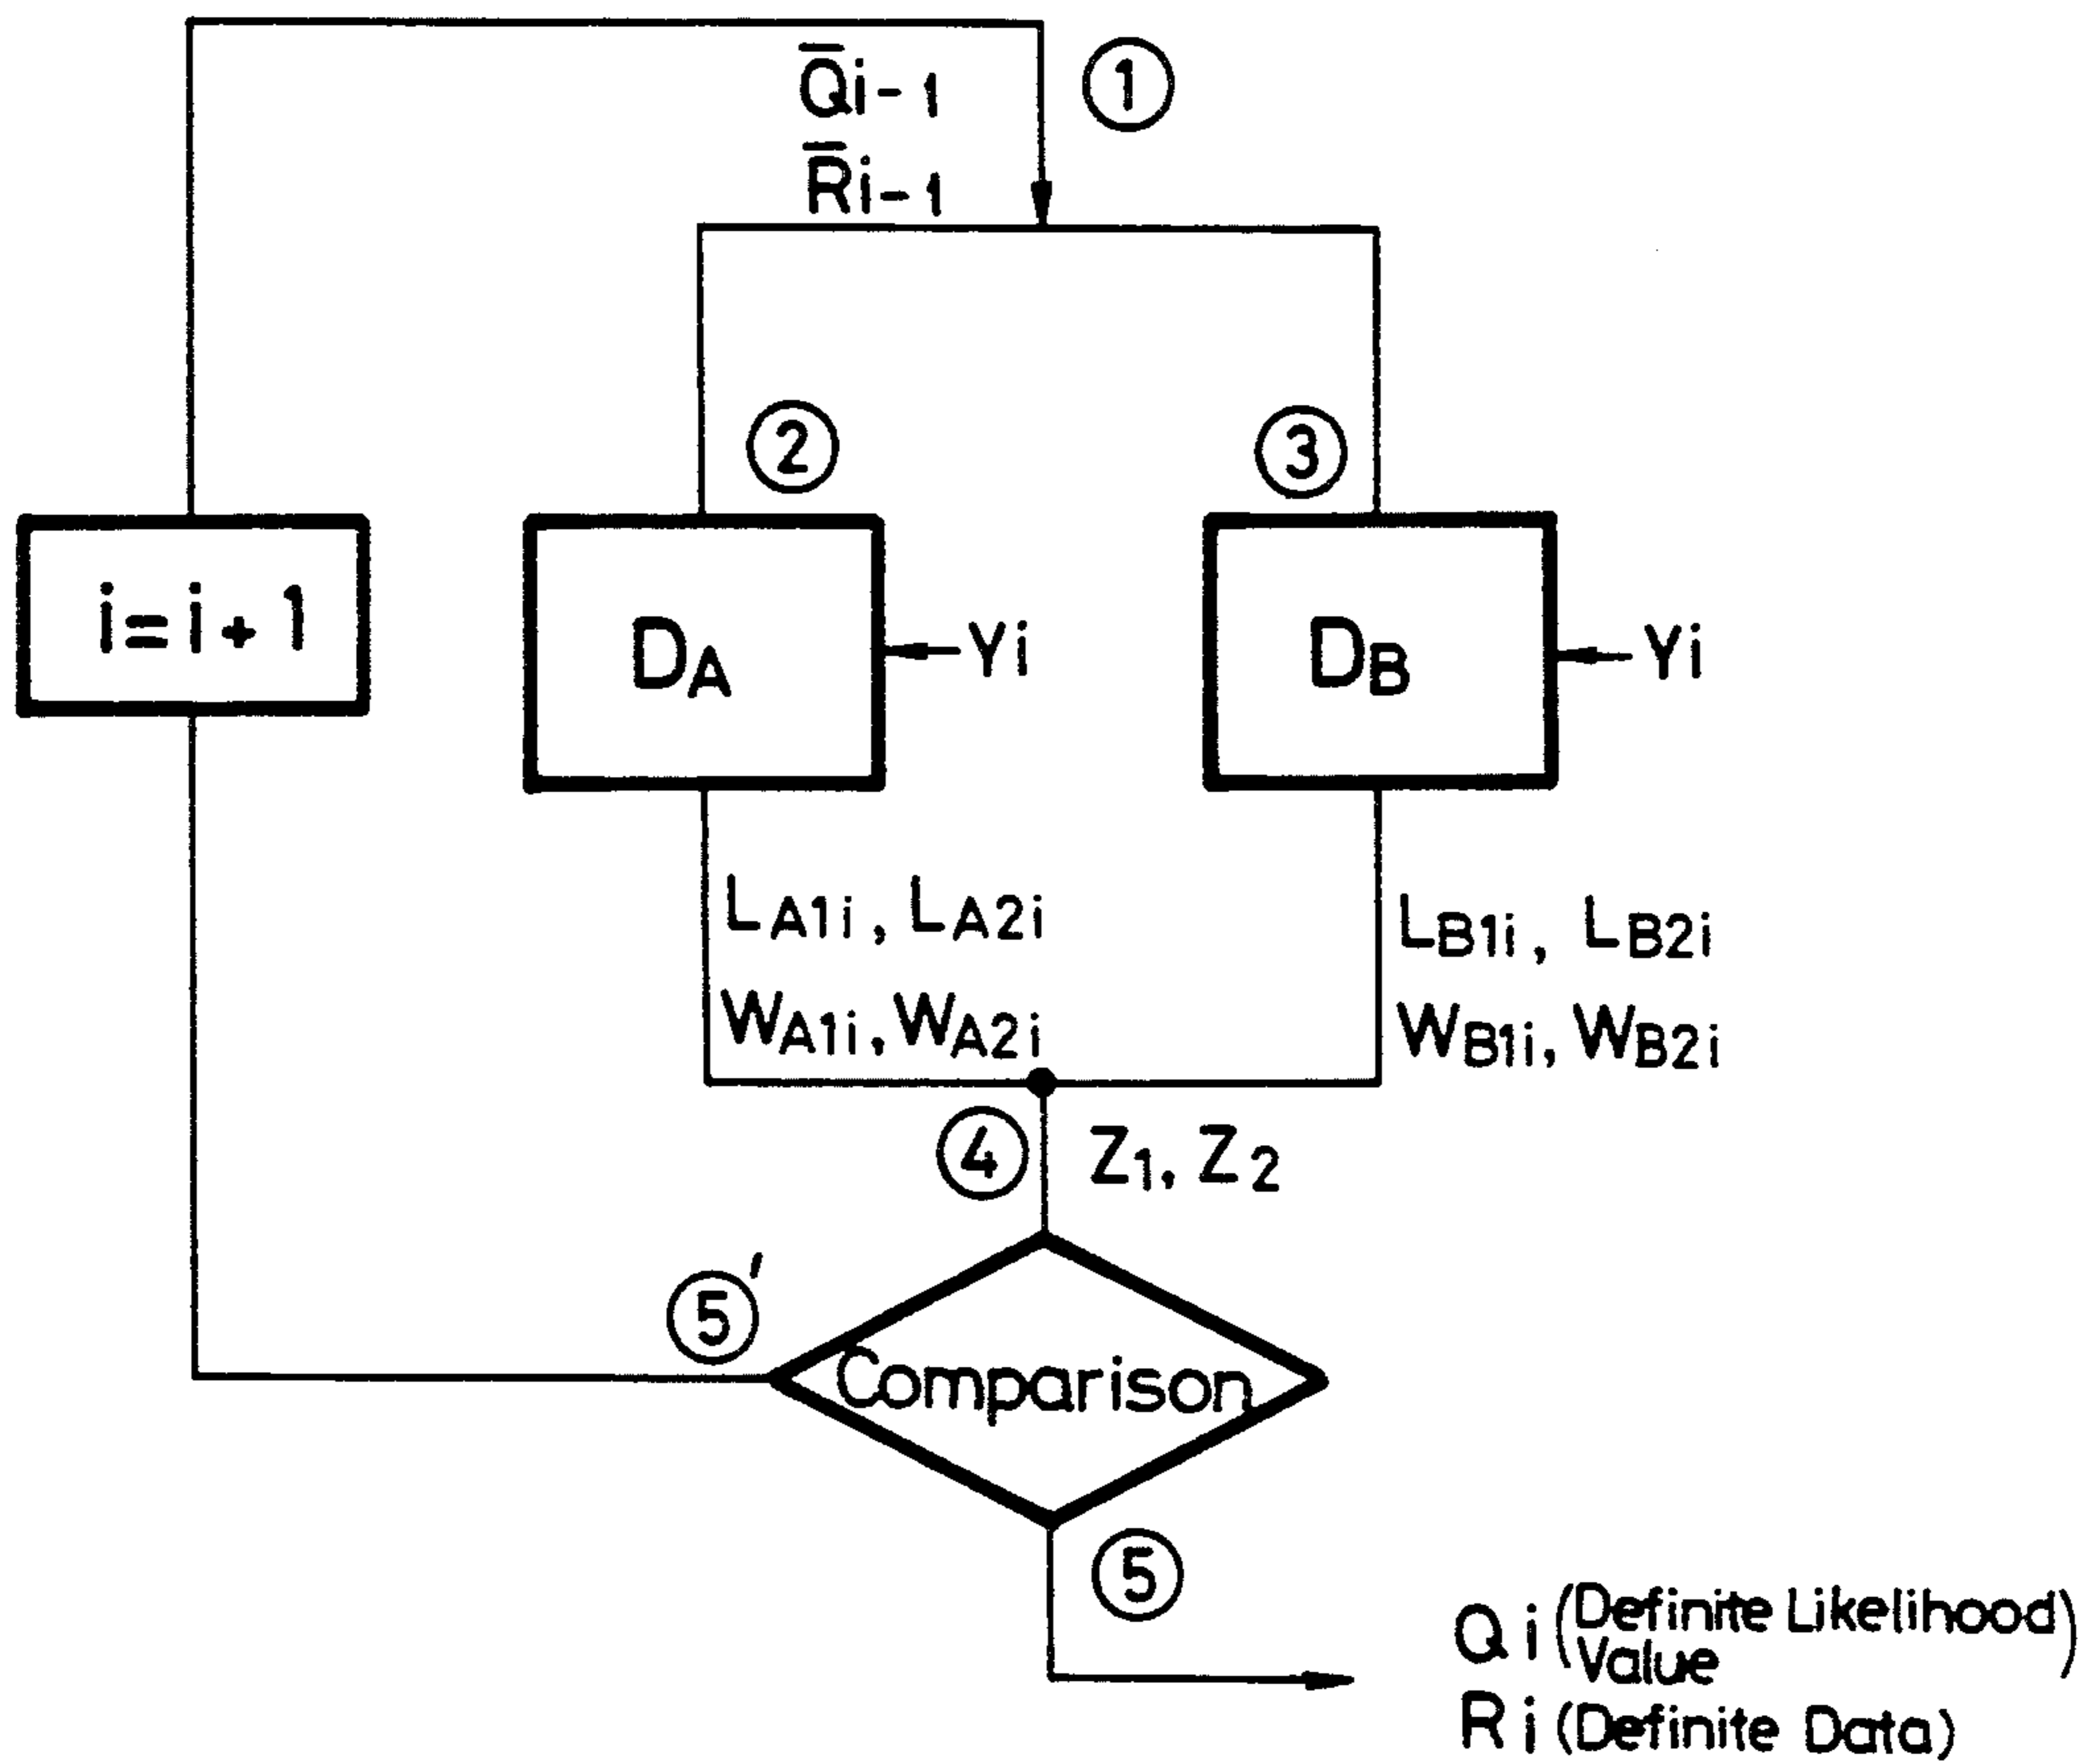 Q̄i-1
①
R̄i-1
②
③
i=i+1
DA
Yi
DB
Yi
LA1i, LA2i
LB1i, LB2i
WA1i, WA2i
WB1i, WB2i
④
Z1, Z2
⑤′
Comparison
⑤
Qi (Definite Likelihood
Value)
Ri (Definite Data)